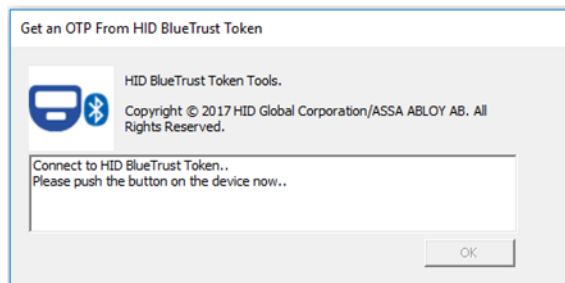 Get an OTP From HID BlueTrust Token
HID BlueTrust Token Tools.
Copyright © 2017 HID Global Corporation/ASSA ABLOY AB. All
Rights Reserved.
Connect to HID BlueTrust Token..
Please push the button on the device now..
OK